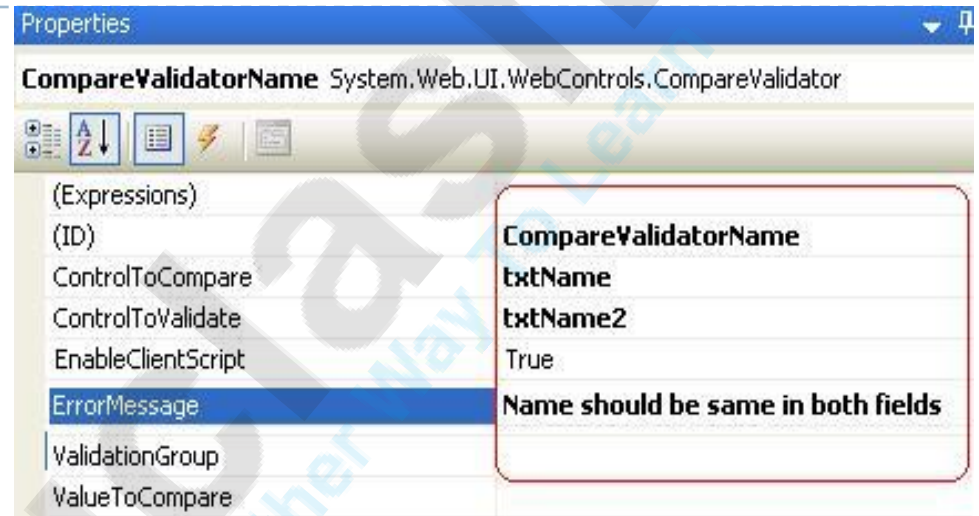 Properties
CompareValidatorName System.Web.UI.WebControls.CompareValidator
(Expressions)
(ID) CompareValidatorName
ControlToCompare txtName
ControlToValidate txtName2
EnableClientScript True
ErrorMessage Name should be same in both fields
ValidationGroup
ValueToCompare